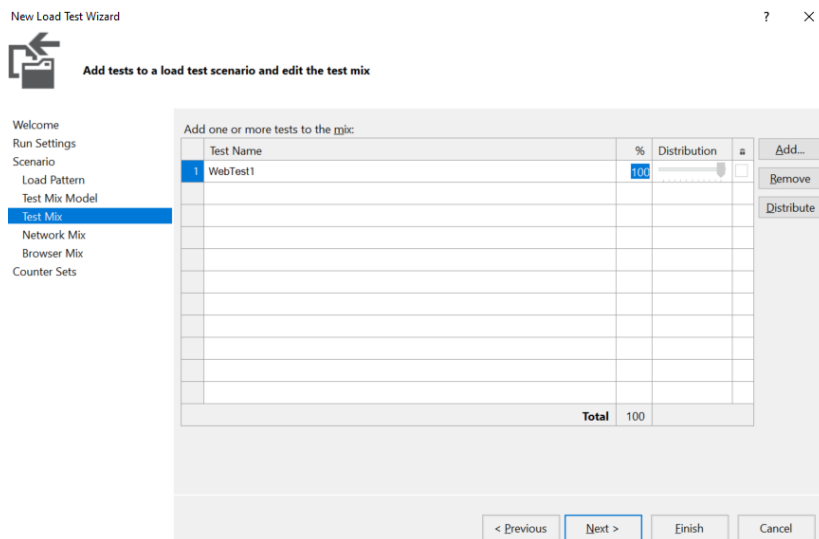 New Load Test Wizard
?
Add tests to a load test scenario and edit the test mix
Welcome
Run Settings
Scenario
Load Pattern
Test Mix Model
Test Mix
Network Mix
Browser Mix
Counter Sets
Add one or more tests to the mix:
Test Name % Distribution
1 WebTest1 100
Total 100
Add...
Remove
Distribute
< Previous Next > Finish Cancel